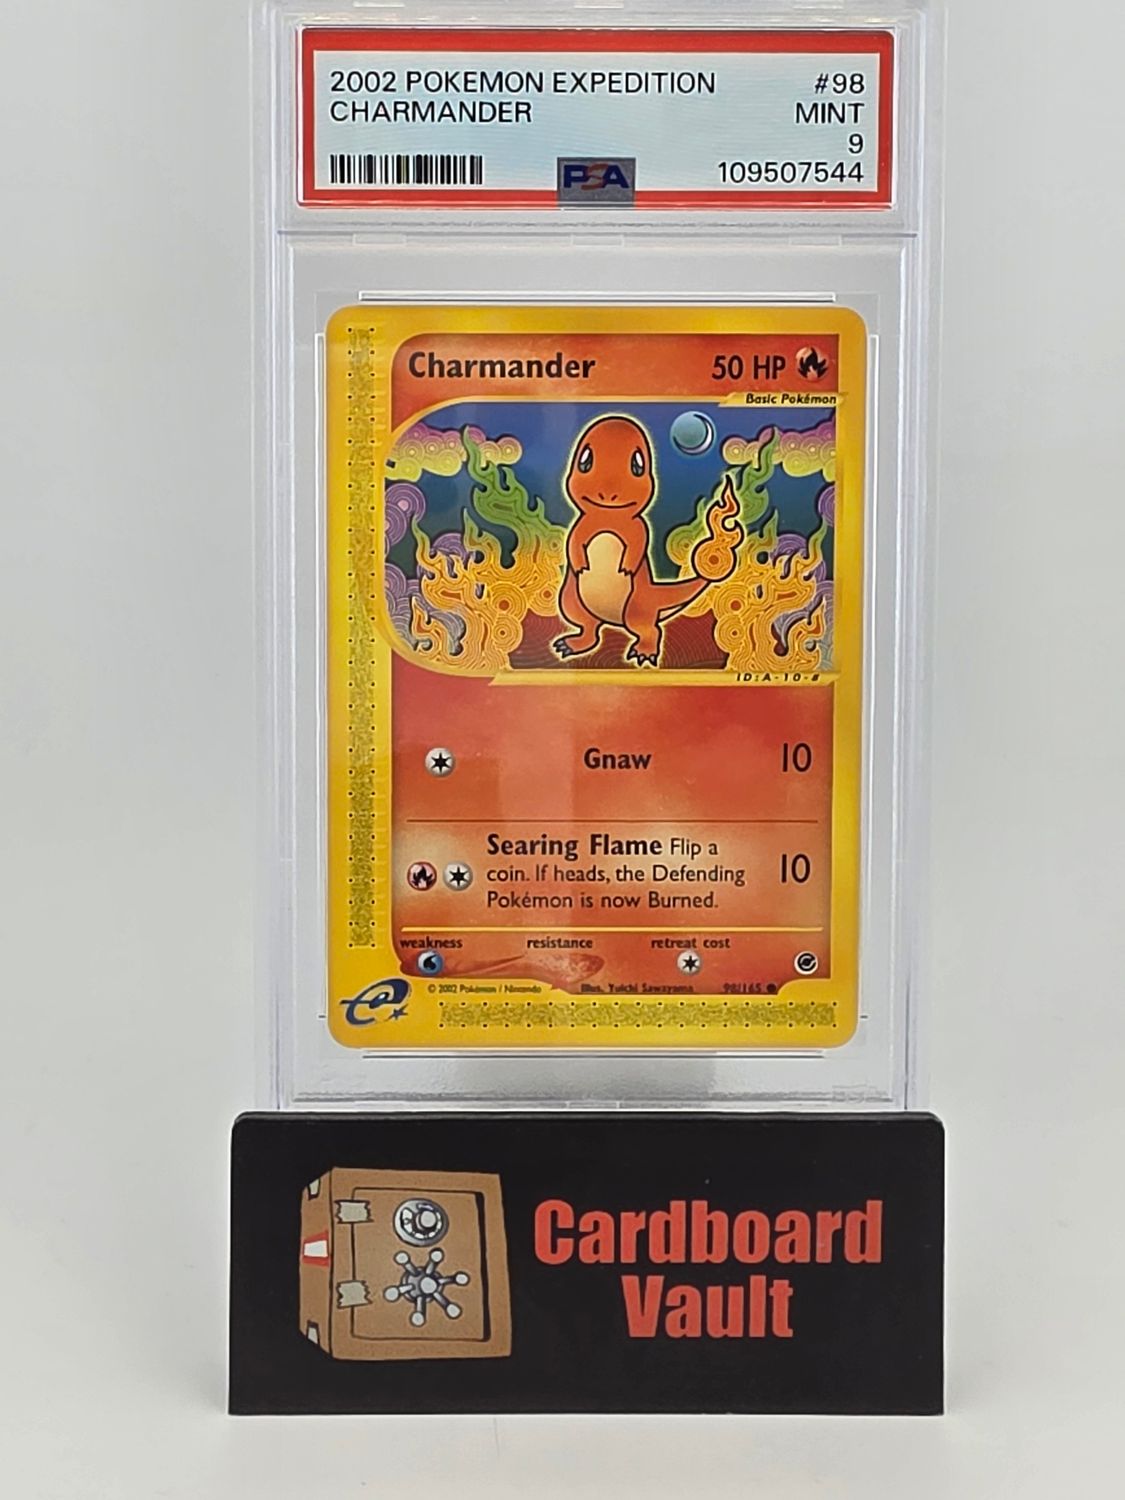 2002 POKEMON EXPEDITION #98
CHARMANDER MINT
9
PSA 109507544
Charmander 50 HP
Basic Pokémon
ID:A-10-#
Gnaw 10
Searing Flame Flip a
coin. If heads, the Defending
Pokémon is now Burned.
10
weakness resistance retreat cost
© 2002 Pokémon / Nintendo Illus. Yuichi Sawayama 98/165 ●
e
Cardboard
Vault